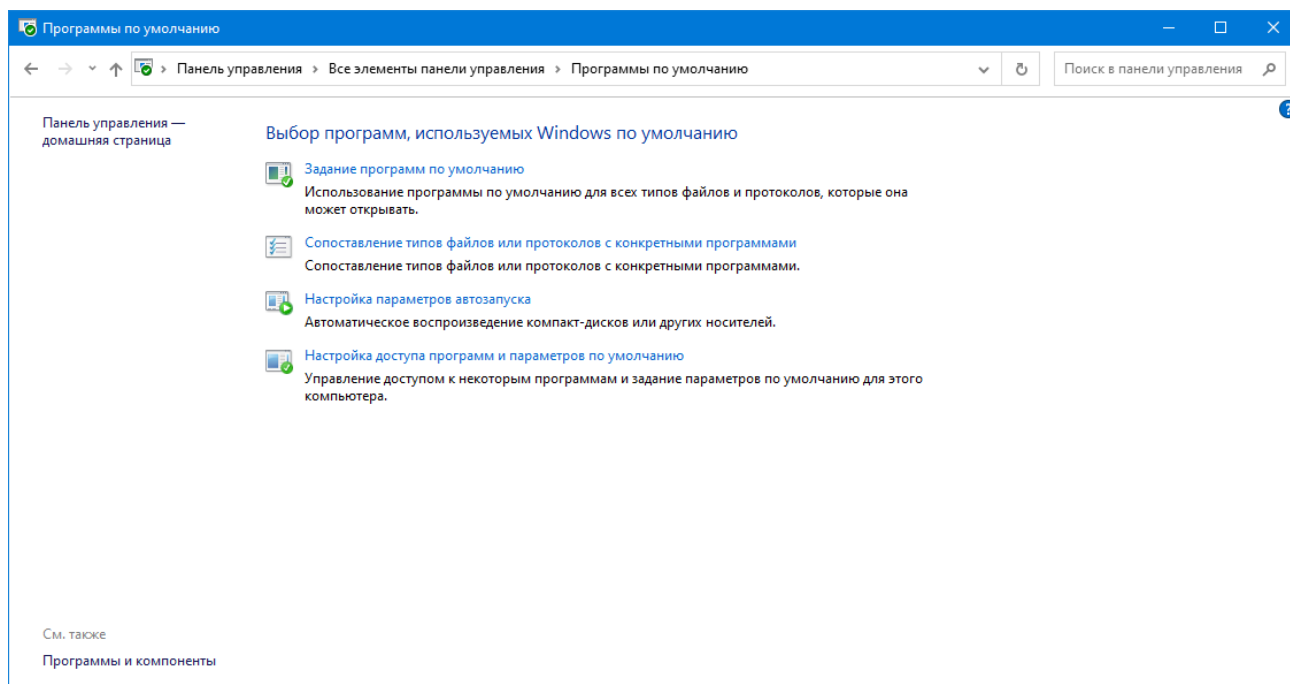 Программы по умолчанию
Панель управления > Все элементы панели управления > Программы по умолчанию
Поиск в панели управления
Панель управления —
домашняя страница
Выбор программ, используемых Windows по умолчанию
Задание программ по умолчанию
Использование программы по умолчанию для всех типов файлов и протоколов, которые она
может открывать.
Сопоставление типов файлов или протоколов с конкретными программами
Сопоставление типов файлов или протоколов с конкретными программами.
Настройка параметров автозапуска
Автоматическое воспроизведение компакт-дисков или других носителей.
Настройка доступа программ и параметров по умолчанию
Управление доступом к некоторым программам и задание параметров по умолчанию для этого
компьютера.
См. также
Программы и компоненты